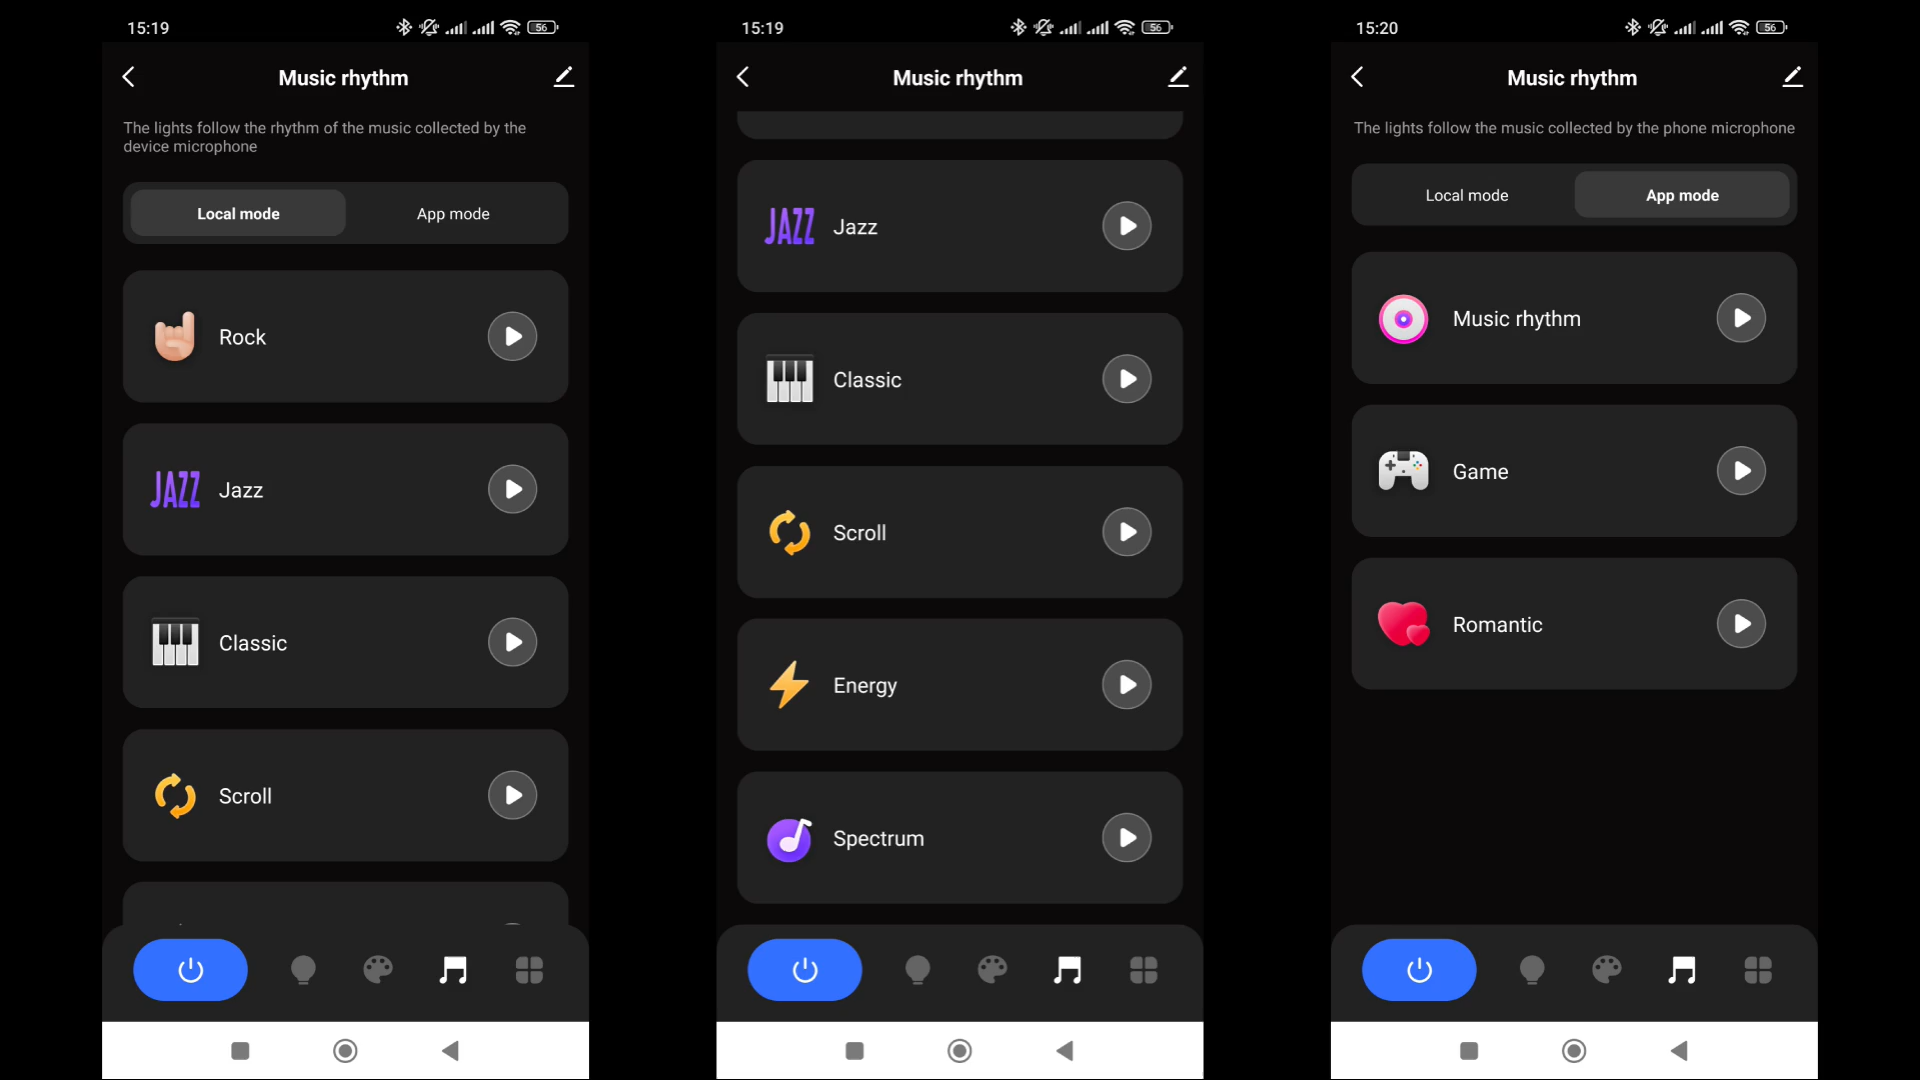 15:19
56
Music rhythm
The lights follow the rhythm of the music collected by the
device microphone
Local mode
App mode
Rock
JAZZ
Jazz
Classic
Scroll
15:19
56
Music rhythm
JAZZ
Jazz
Classic
Scroll
Energy
Spectrum
15:20
56
Music rhythm
The lights follow the music collected by the phone microphone
Local mode
App mode
Music rhythm
Game
Romantic